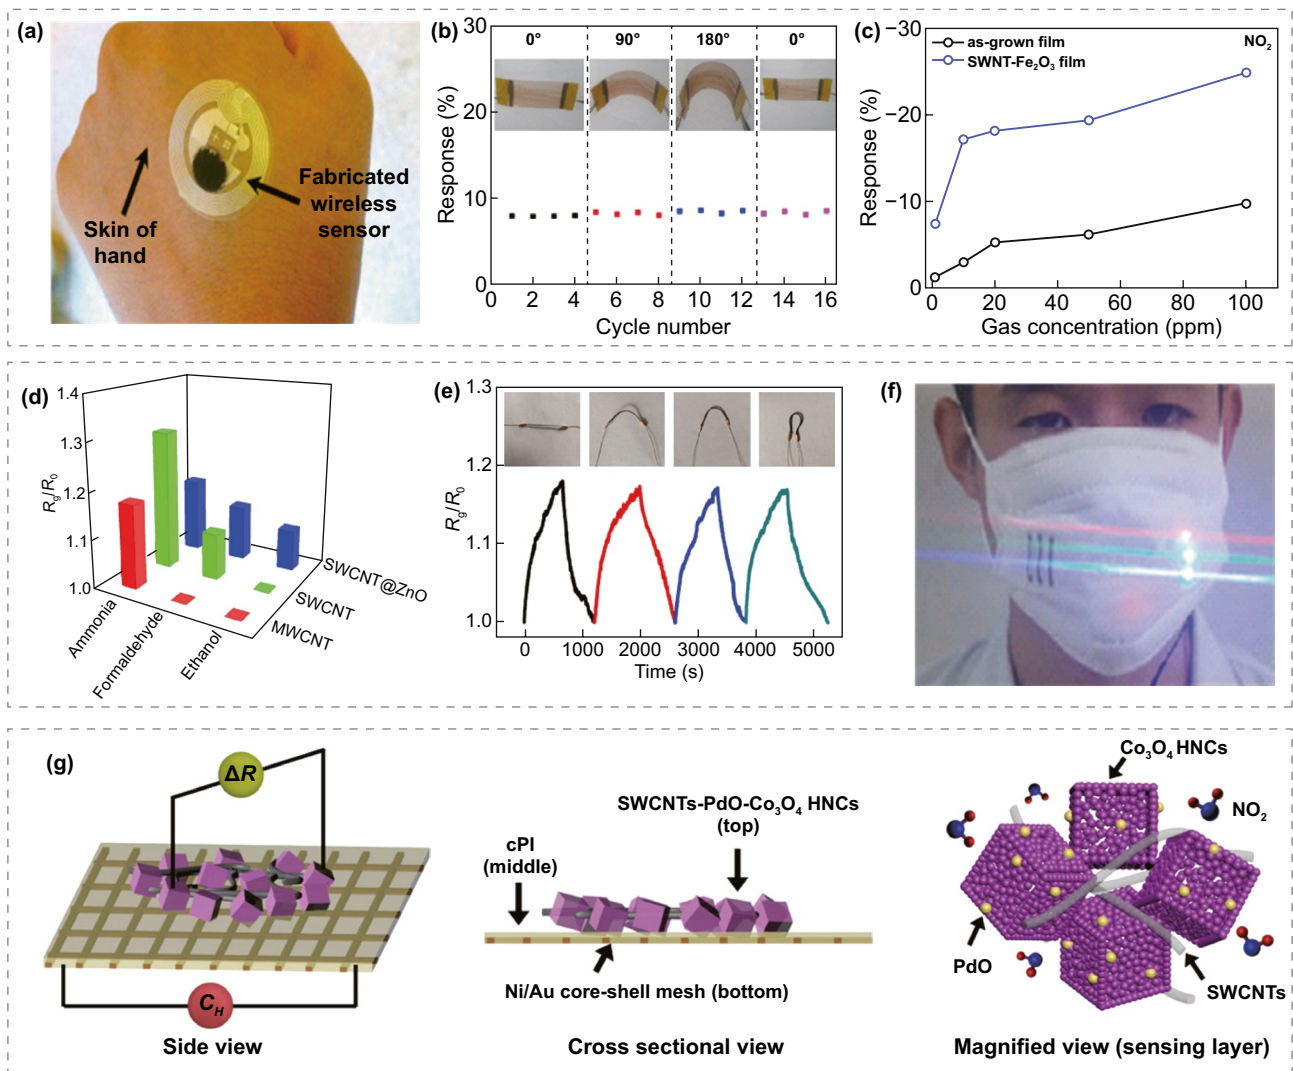 (a)
Skin of
hand
Fabricated
wireless
sensor
(b)
0° 90° 180° 0°
30
20
10
0
Response (%)
0 2 4 6 8 10 12 14 16
Cycle number
(c)
as-grown film
SWNT-Fe₂O₃ film
NO₂
−30
−20
−10
0
Response (%)
0 20 40 60 80 100
Gas concentration (ppm)
(d)
1.4
1.3
1.2
1.1
1.0
Rg/R0
Ammonia
Formaldehyde
Ethanol
SWCNT@ZnO
SWCNT
MWCNT
(e)
1.3
1.2
1.1
1.0
Rg/R0
0 1000 2000 3000 4000 5000
Time (s)
(f)
(g)
ΔR
C_H
Side view
SWCNTs-PdO-Co₃O₄ HNCs
(top)
cPI
(middle)
Ni/Au core-shell mesh (bottom)
Cross sectional view
Co₃O₄ HNCs
NO₂
PdO
SWCNTs
Magnified view (sensing layer)